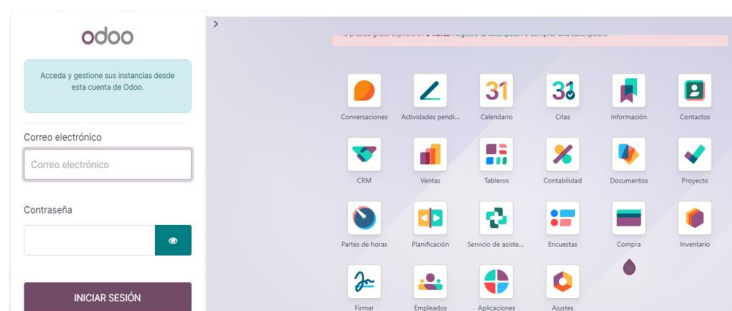 odoo
Acceda y gestione sus instancias desde
esta cuenta de Odoo.
Correo electrónico
Correo electrónico
Contraseña
INICIAR SESIÓN
31
31
Conversaciones Actividades pendi... Calendario Citas Información Contactos
CRM Ventas Tableros Contabilidad Documentos Proyecto
Partes de horas Planificación Servicio de asiste... Encuestas Compra Inventario
Firmar Empleados Aplicaciones Ajustes